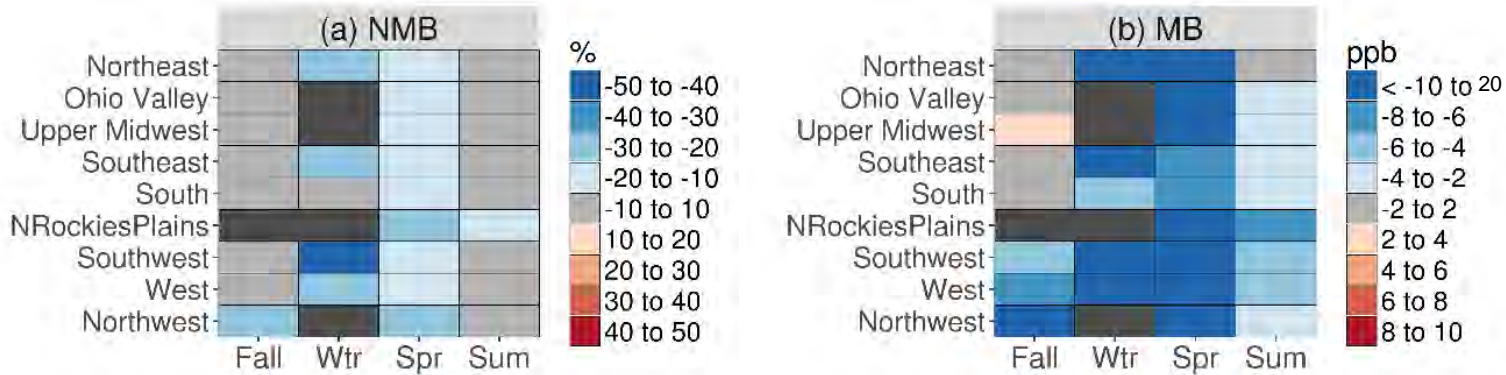 (a) NMB
Northeast
Ohio Valley
Upper Midwest
Southeast
South
NRockiesPlains
Southwest
West
Northwest
Fall Wtr Spr Sum
%
-50 to -40
-40 to -30
-30 to -20
-20 to -10
-10 to 10
10 to 20
20 to 30
30 to 40
40 to 50
(b) MB
Northeast
Ohio Valley
Upper Midwest
Southeast
South
NRockiesPlains
Southwest
West
Northwest
Fall Wtr Spr Sum
ppb
< -10 to 20
-8 to -6
-6 to -4
-4 to -2
-2 to 2
2 to 4
4 to 6
6 to 8
8 to 10